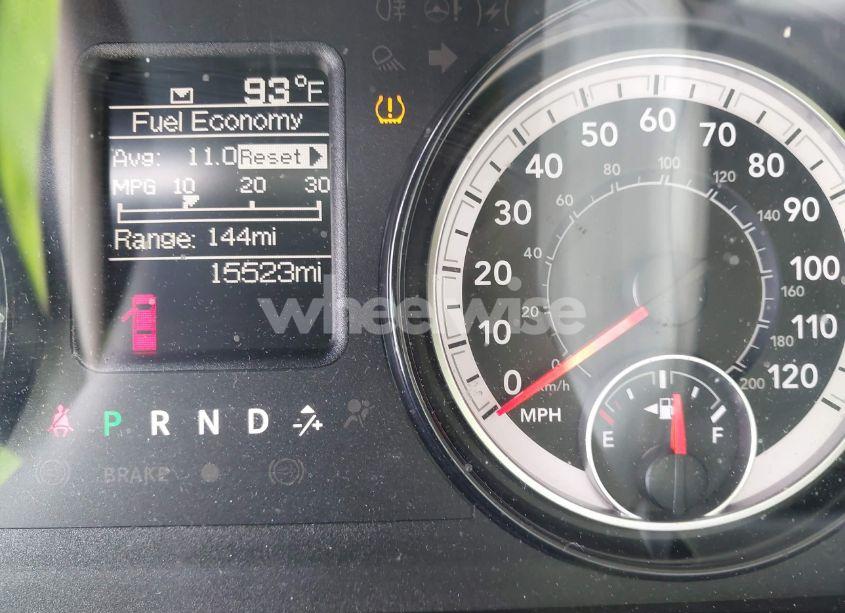 93°F
Fuel Economy
Avg: 11.0 Reset
MPG 10 20 30
Range: 144mi
15523mi
wheelwise
P R N D -/+
BRAKE
0 10 20 30 40 50 60 70 80 90 100 110 120
MPH
0 20 40 60 80 100 120 140 160 180 200
km/h
E F